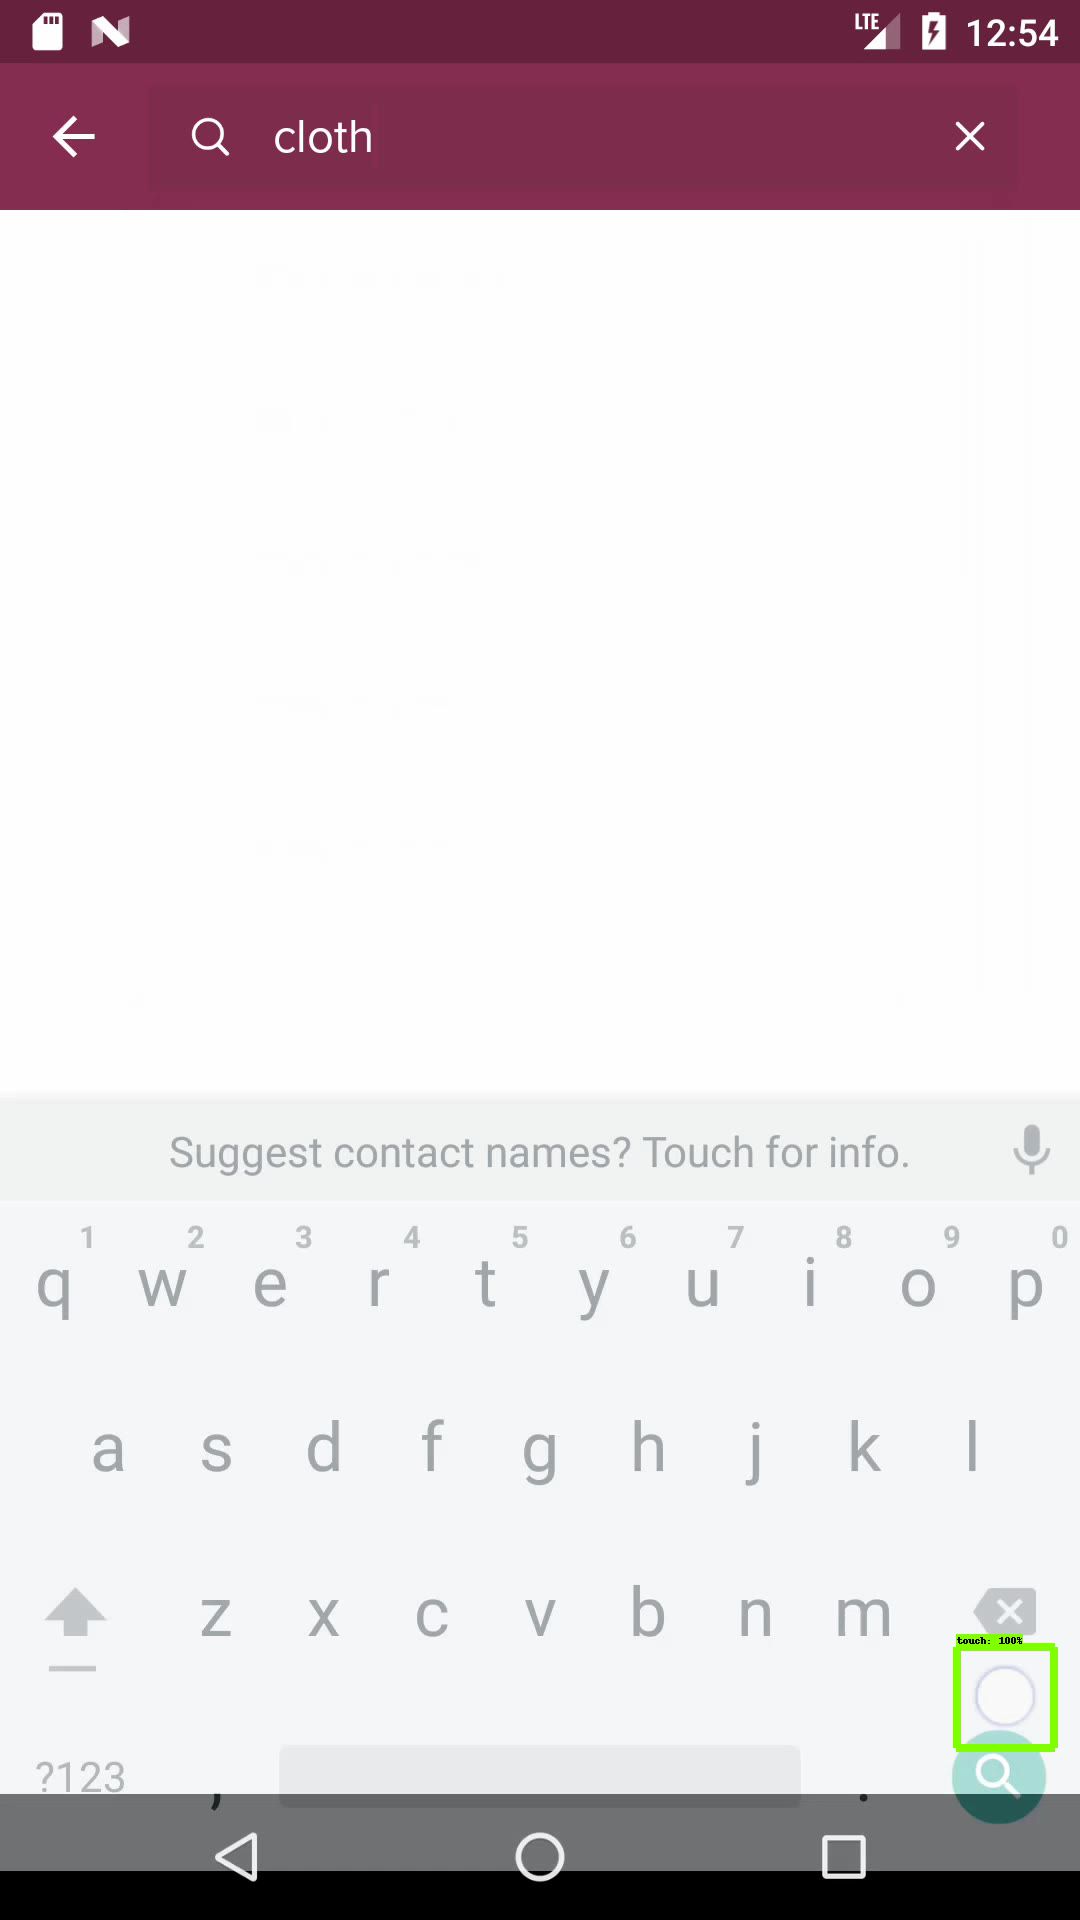 LTE 12:54
cloth
Suggest contact names? Touch for info.
1 2 3 4 5 6 7 8 9 0
q w e r t y u i o p
a s d f g h j k l
z x c v b n m
touch: 100%
?123 , .